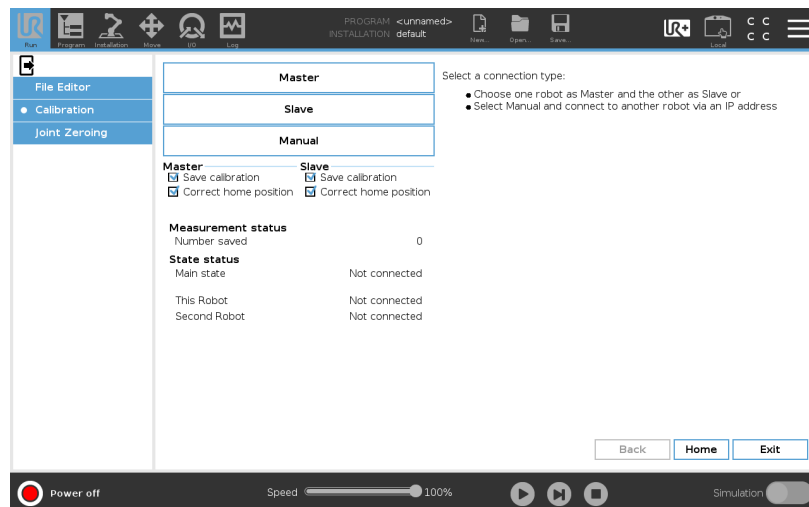 PROGRAM <unnamed>
INSTALLATION default
UR+
C C
C C
Run Program Installation Move I/O Log New... Open... Save... Local
File Editor
Calibration
Joint Zeroing
Master
Slave
Manual
Master Slave
Save calibration Save calibration
Correct home position Correct home position
Measurement status
Number saved 0
State status
Main state Not connected
This Robot Not connected
Second Robot Not connected
Select a connection type:
Choose one robot as Master and the other as Slave or
Select Manual and connect to another robot via an IP address
Back Home Exit
Power off Speed 100% Simulation